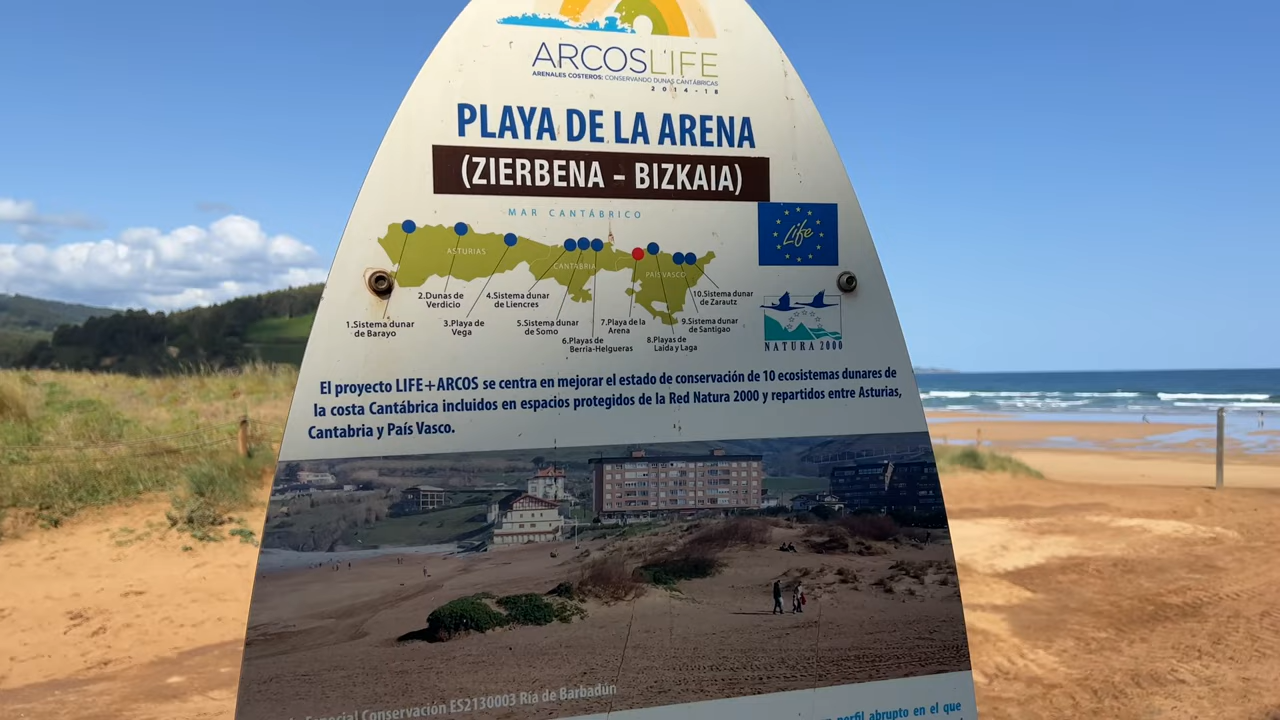 ARCOSLIFE
ARENALES COSTEROS: CONSERVANDO DUNAS CANTÁBRICAS
2014-18
PLAYA DE LA ARENA
(ZIERBENA - BIZKAIA)
MAR CANTÁBRICO
Life
ASTURIAS
CANTABRIA
PAÍS VASCO
1.Sistema dunar
de Barayo
2.Dunas de
Verdicio
3.Playa de
Vega
4.Sistema dunar
de Liencres
5.Sistema dunar
de Somo
6.Playas de
Berria-Helgueras
7.Playa de la
Arena
8.Playas de
Laida y Laga
9.Sistema dunar
de Santigao
10.Sistema dunar
de Zarautz
NATURA 2000
El proyecto LIFE+ARCOS se centra en mejorar el estado de conservación de 10 ecosistemas dunares de
la costa Cantábrica incluidos en espacios protegidos de la Red Natura 2000 y repartidos entre Asturias,
Cantabria y País Vasco.
Especial Conservación ES2130003 Ría de Barbadún
perfil abrupto en el que